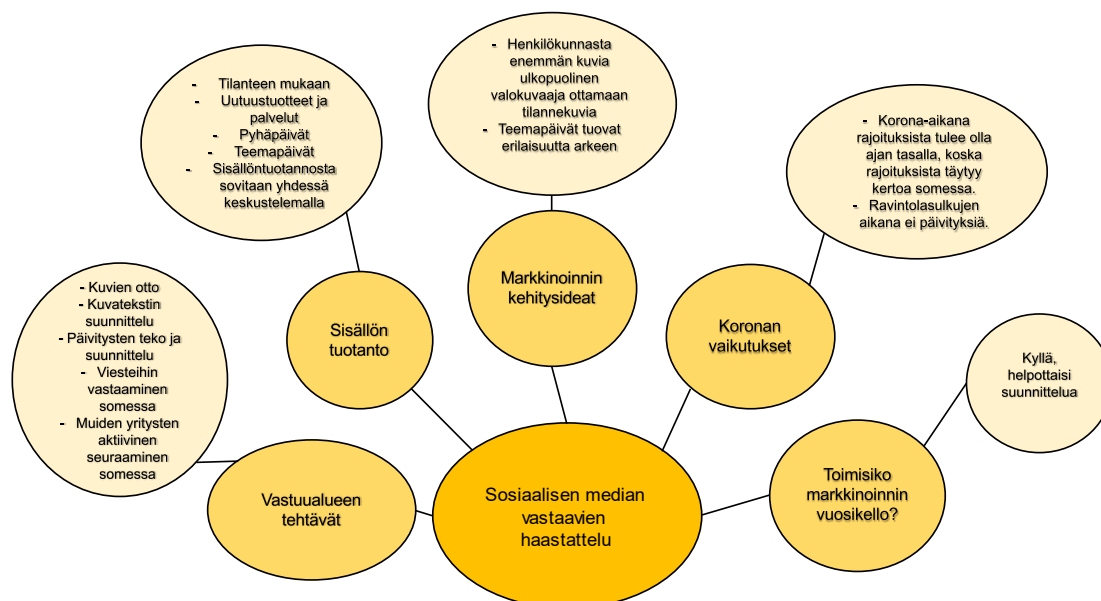 - Henkilökunnasta
enemmän kuvia
ulkopuolinen
valokuvaaja ottamaan
tilannekuvia
- Teemapäivät tuovat
erilaisuutta arkeen
- Tilanteen mukaan
- Uutuustuotteet ja
palvelut
- Pyhäpäivät
- Teemapäivät
- Sisällöntuotannosta
sovitaan yhdessä
keskustelemalla
- Korona-aikana
rajoituksista tulee olla
ajan tasalla, koska
rajoituksista täytyy
kertoa somessa.
- Ravintolasulkujen
aikana ei päivityksiä.
- Kuvien otto
- Kuvatekstin
suunnittelu
- Päivitysten teko ja
suunnittelu
- Viesteihin
vastaaminen
somessa
- Muiden yritysten
aktiivinen
seuraaminen
somessa
Sisällön
tuotanto
Markkinoinnin
kehitysideat
Koronan
vaikutukset
Kyllä,
helpottaisi
suunnittelua
Vastuualueen
tehtävät
Sosiaalisen median
vastaavien
haastattelu
Toimisiko
markkinoinnin
vuosikello?